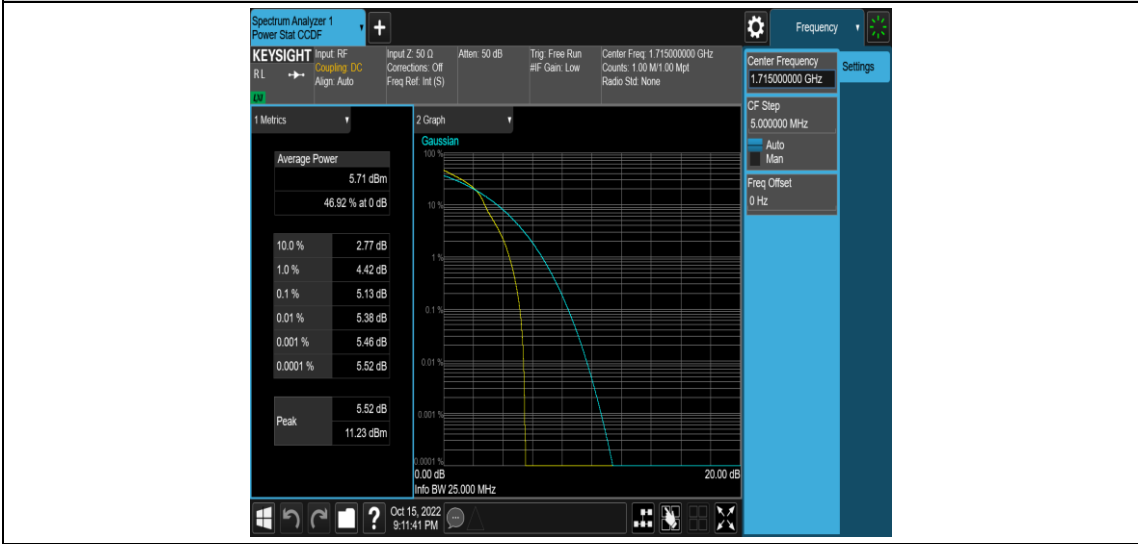 Spectrum Analyzer 1
Power Stat CCDF
+
Frequency
KEYSIGHT
RL
LXI
Input: RF
Coupling: DC
Align: Auto
Input Z: 50 Ω
Corrections: Off
Freq Ref: Int (S)
Atten: 50 dB
Trig: Free Run
#IF Gain: Low
Center Freq: 1.715000000 GHz
Counts: 1.00 M/1.00 Mpt
Radio Std: None
Center Frequency
1.715000000 GHz
Settings
CF Step
5.000000 MHz
Auto
Man
Freq Offset
0 Hz
1 Metrics
Average Power
5.71 dBm
46.92 % at 0 dB
10.0 % 2.77 dB
1.0 % 4.42 dB
0.1 % 5.13 dB
0.01 % 5.38 dB
0.001 % 5.46 dB
0.0001 % 5.52 dB
Peak
5.52 dB
11.23 dBm
2 Graph
Gaussian
100 %
10 %
1 %
0.1 %
0.01 %
0.001 %
0.0001 %
0.00 dB 20.00 dB
Info BW 25.000 MHz
?
Oct 15, 2022
9:11:41 PM